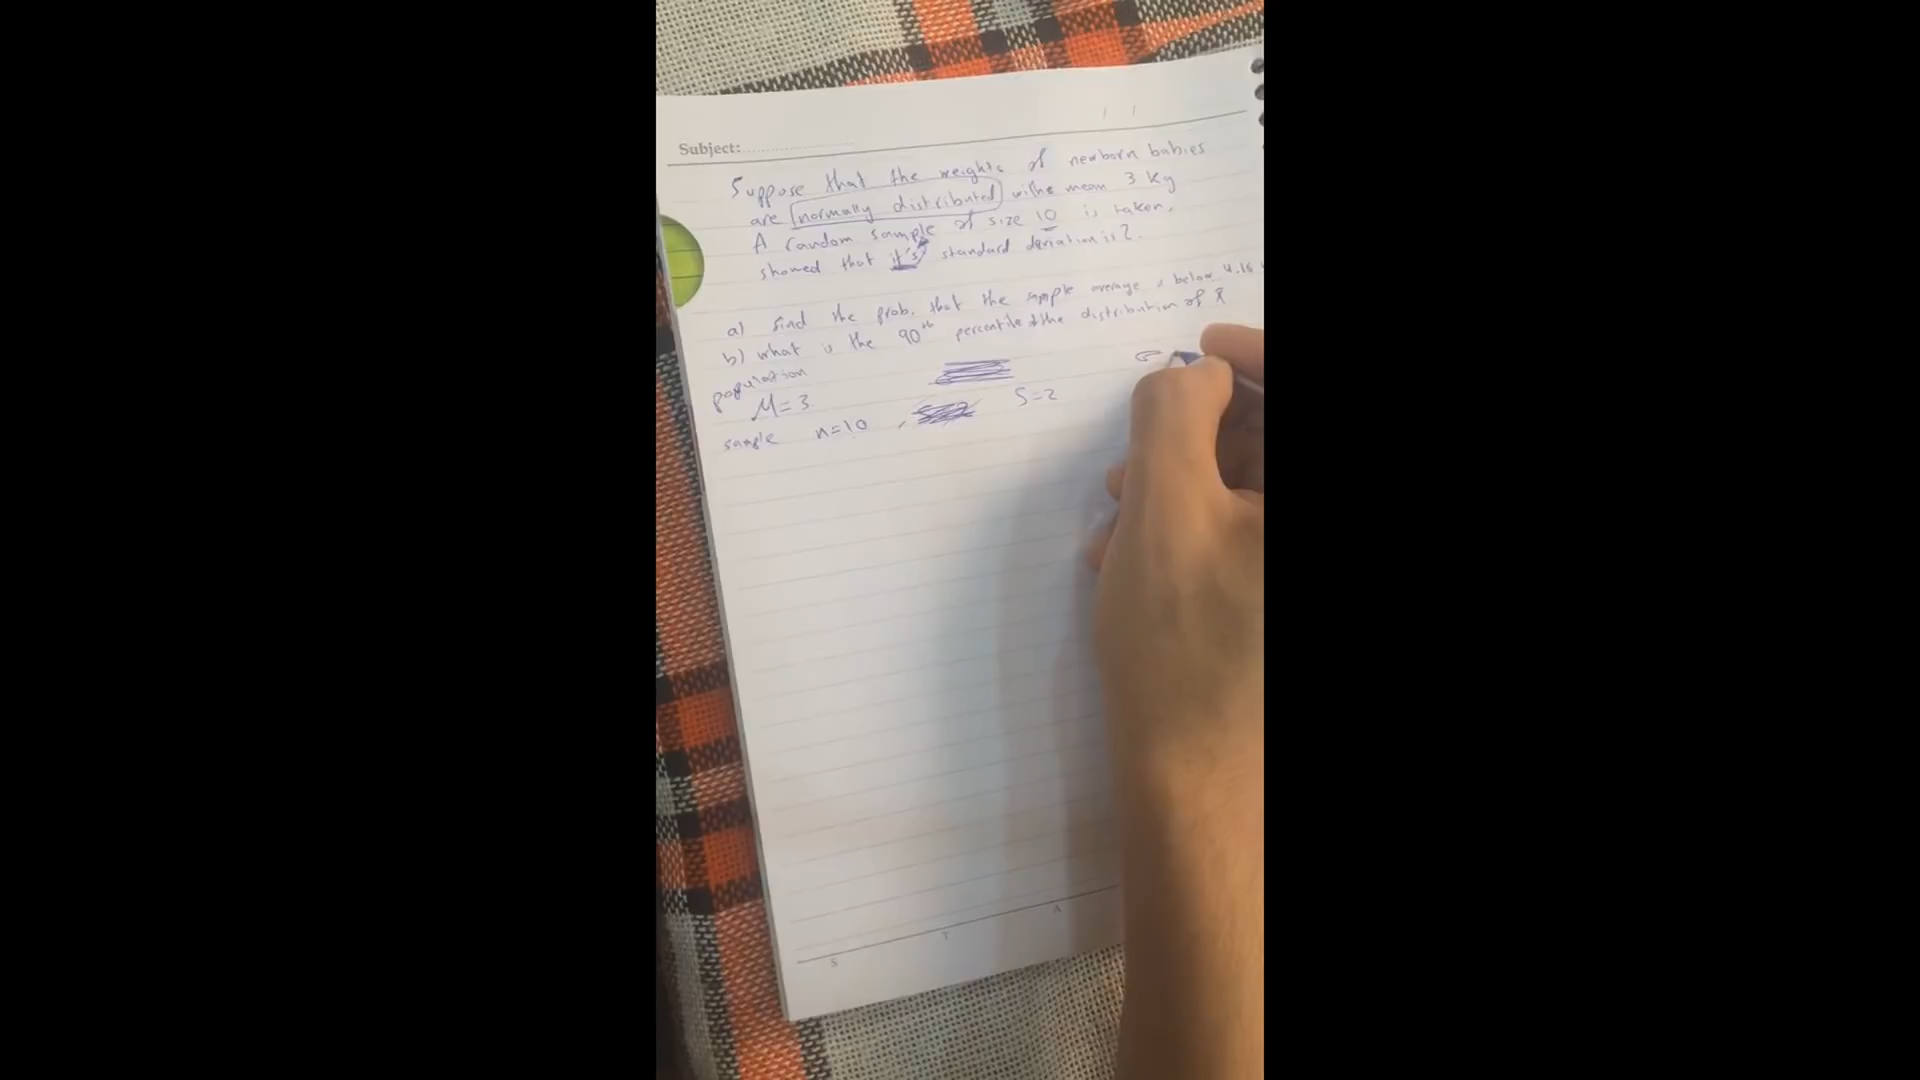 Subject:
Suppose that the weights of newborn babies
are normally distributed withe mean 3 Kg
A random sample of size 10 is taken.
showed that it's standard deviation is 2.
a) find the prob. that the sample average is below 4.16
b) what is the 90th percentile of the distribution of x̄
population
M=3
sample n=10 , S=2
S T A